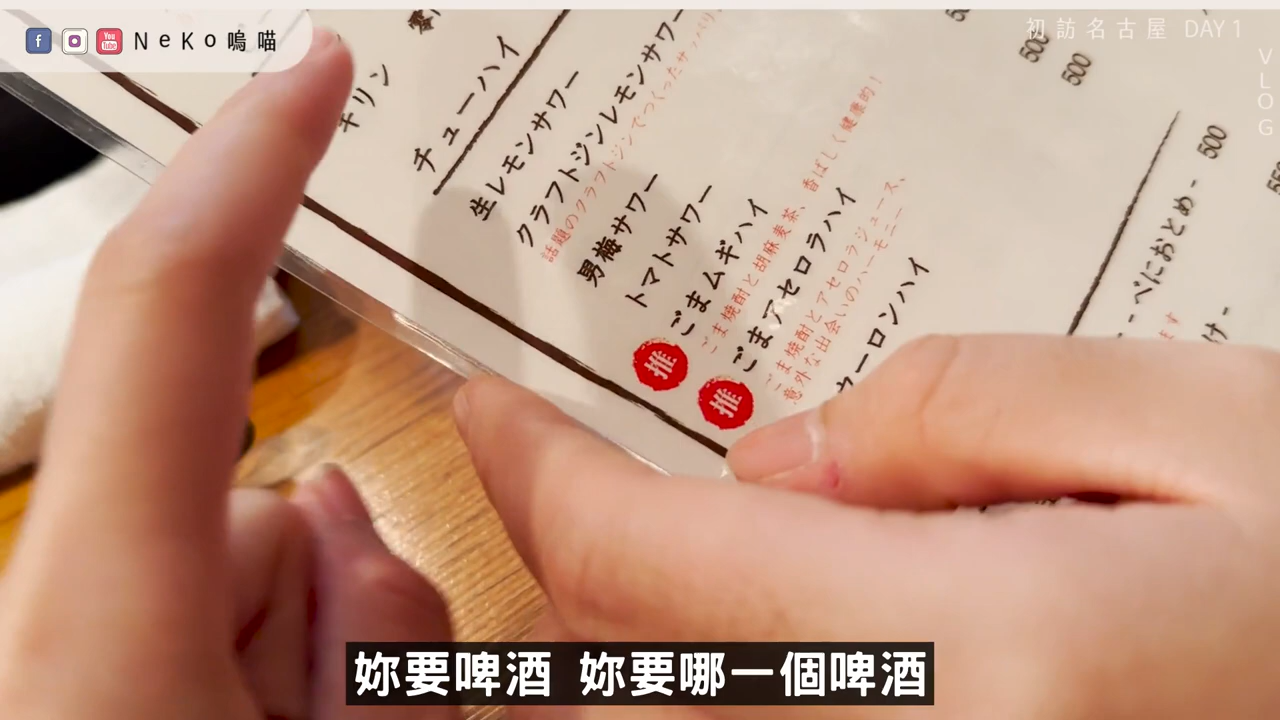 NeKo嗚喵
初訪名古屋 DAY 1
VLOG
キリン
チューハイ
生レモンサワー
クラフトジンレモンサワー
話題のクラフトジンでつくったサッパリ
男梅サワー
トマトサワー
推 ごまムギハイ
ごま焼酎と胡麻麦茶、香ばしく健康的！
推 ごまアセロラハイ
ごま焼酎とアセロラジュース、
意外な出会いのハーモニー
ウーロンハイ
500
500
500
べにおとめ
妳要啤酒 妳要哪一個啤酒